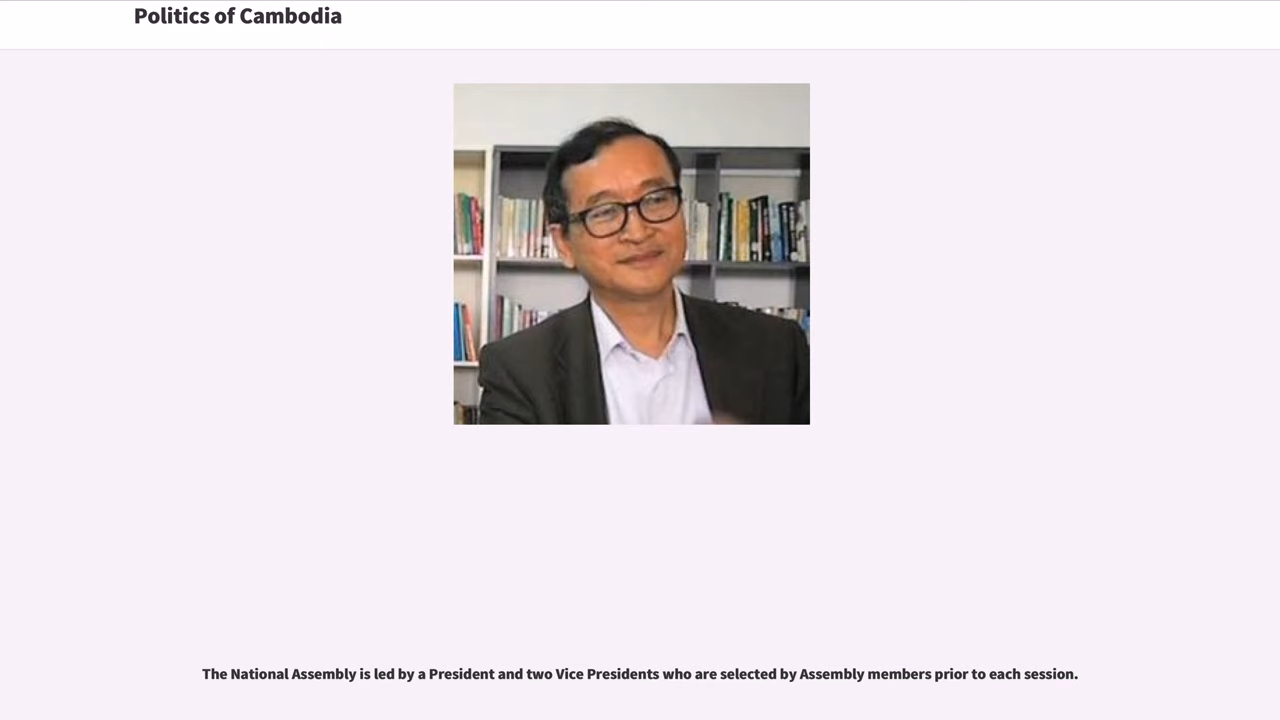 Politics of Cambodia
The National Assembly is led by a President and two Vice Presidents who are selected by Assembly members prior to each session.